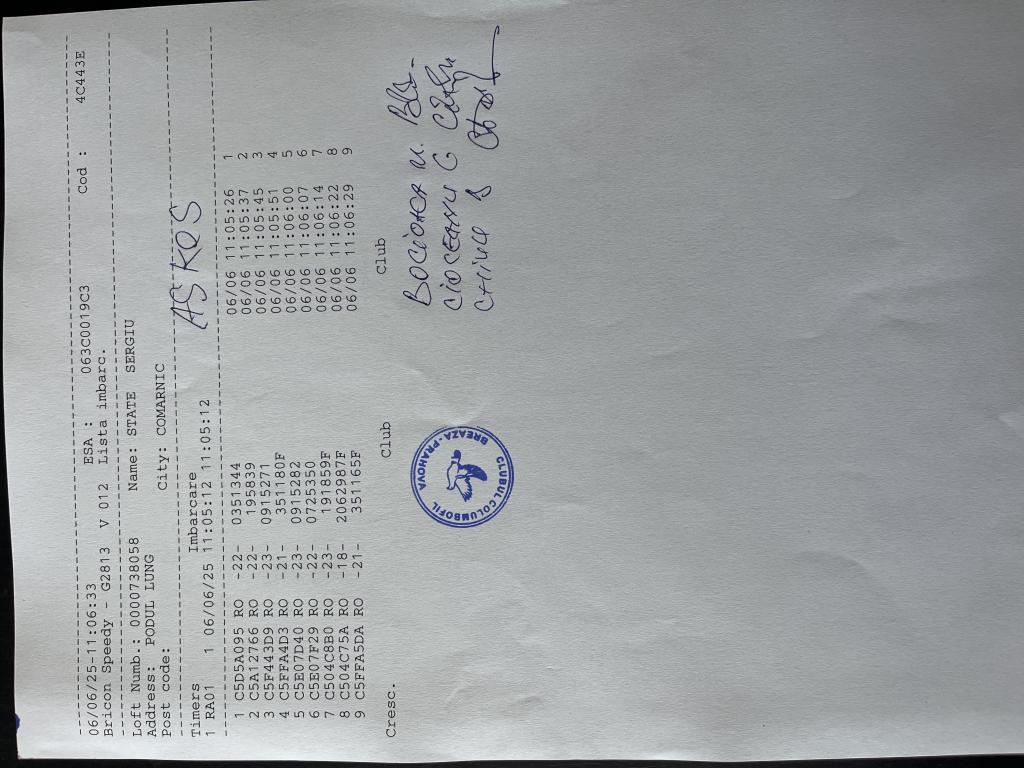 06/06/25-11:06:33 ESA : 063C0019C3 Cod : 4C443E
Bricon Speedy - G2813 V 012 Lista imbarc.
Loft Numb.: 0000738058 Name: STATE SERGIU
Address: PODUL LUNG
Post code: City: COMARNIC
ASKOS
Timers Imbarcare
1 RA01 1 06/06/25 11:05:12 11:05:12
1 C5D5A095 RO -22- 0351344 06/06 11:05:26 1
2 C5A12766 RO -22- 195839 06/06 11:05:37 2
3 C5F443D9 RO -23- 0915271 06/06 11:05:45 3
4 C5FFA4D3 RO -21- 351180F 06/06 11:05:51 4
5 C5E07D40 RO -23- 0915282 06/06 11:06:00 5
6 C5E07F29 RO -22- 0725350 06/06 11:06:07 6
7 C504C8B0 RO -23- 191859F 06/06 11:06:14 7
8 C504C75A RO -18- 2062987F 06/06 11:06:22 8
9 C5FFA5DA RO -21- 351165F 06/06 11:06:29 9
Cresc. Club Club
CLUBUL COLUMBOFIL
BREAZA-PRAHOVA
BOCIOACA M.
CIOCEANU G